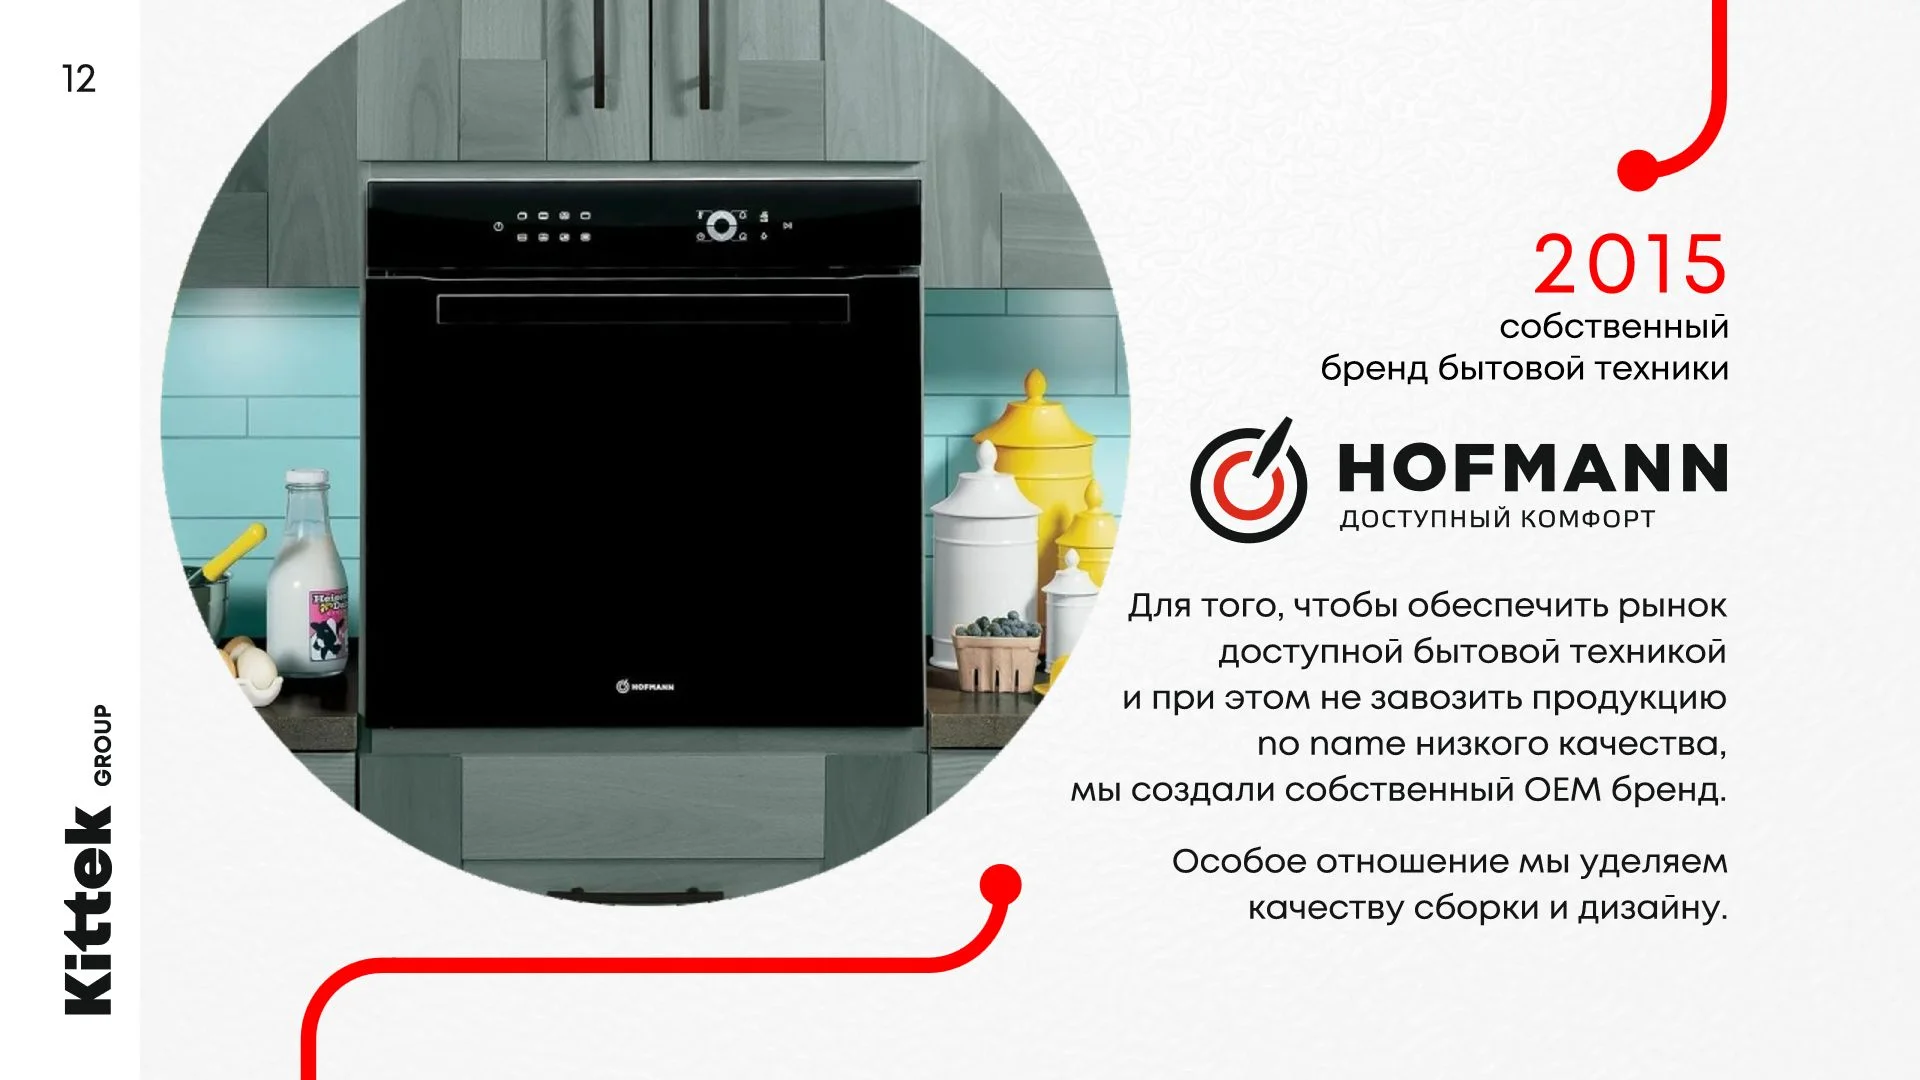 12
2015
собственный
бренд бытовой техники
HOFMANN
ДОСТУПНЫЙ КОМФОРТ
Для того, чтобы обеспечить рынок
доступной бытовой техникой
и при этом не завозить продукцию
no name низкого качества,
мы создали собственный OEM бренд.
Особое отношение мы уделяем
качеству сборки и дизайну.
HOFMANN
Kittek GROUP